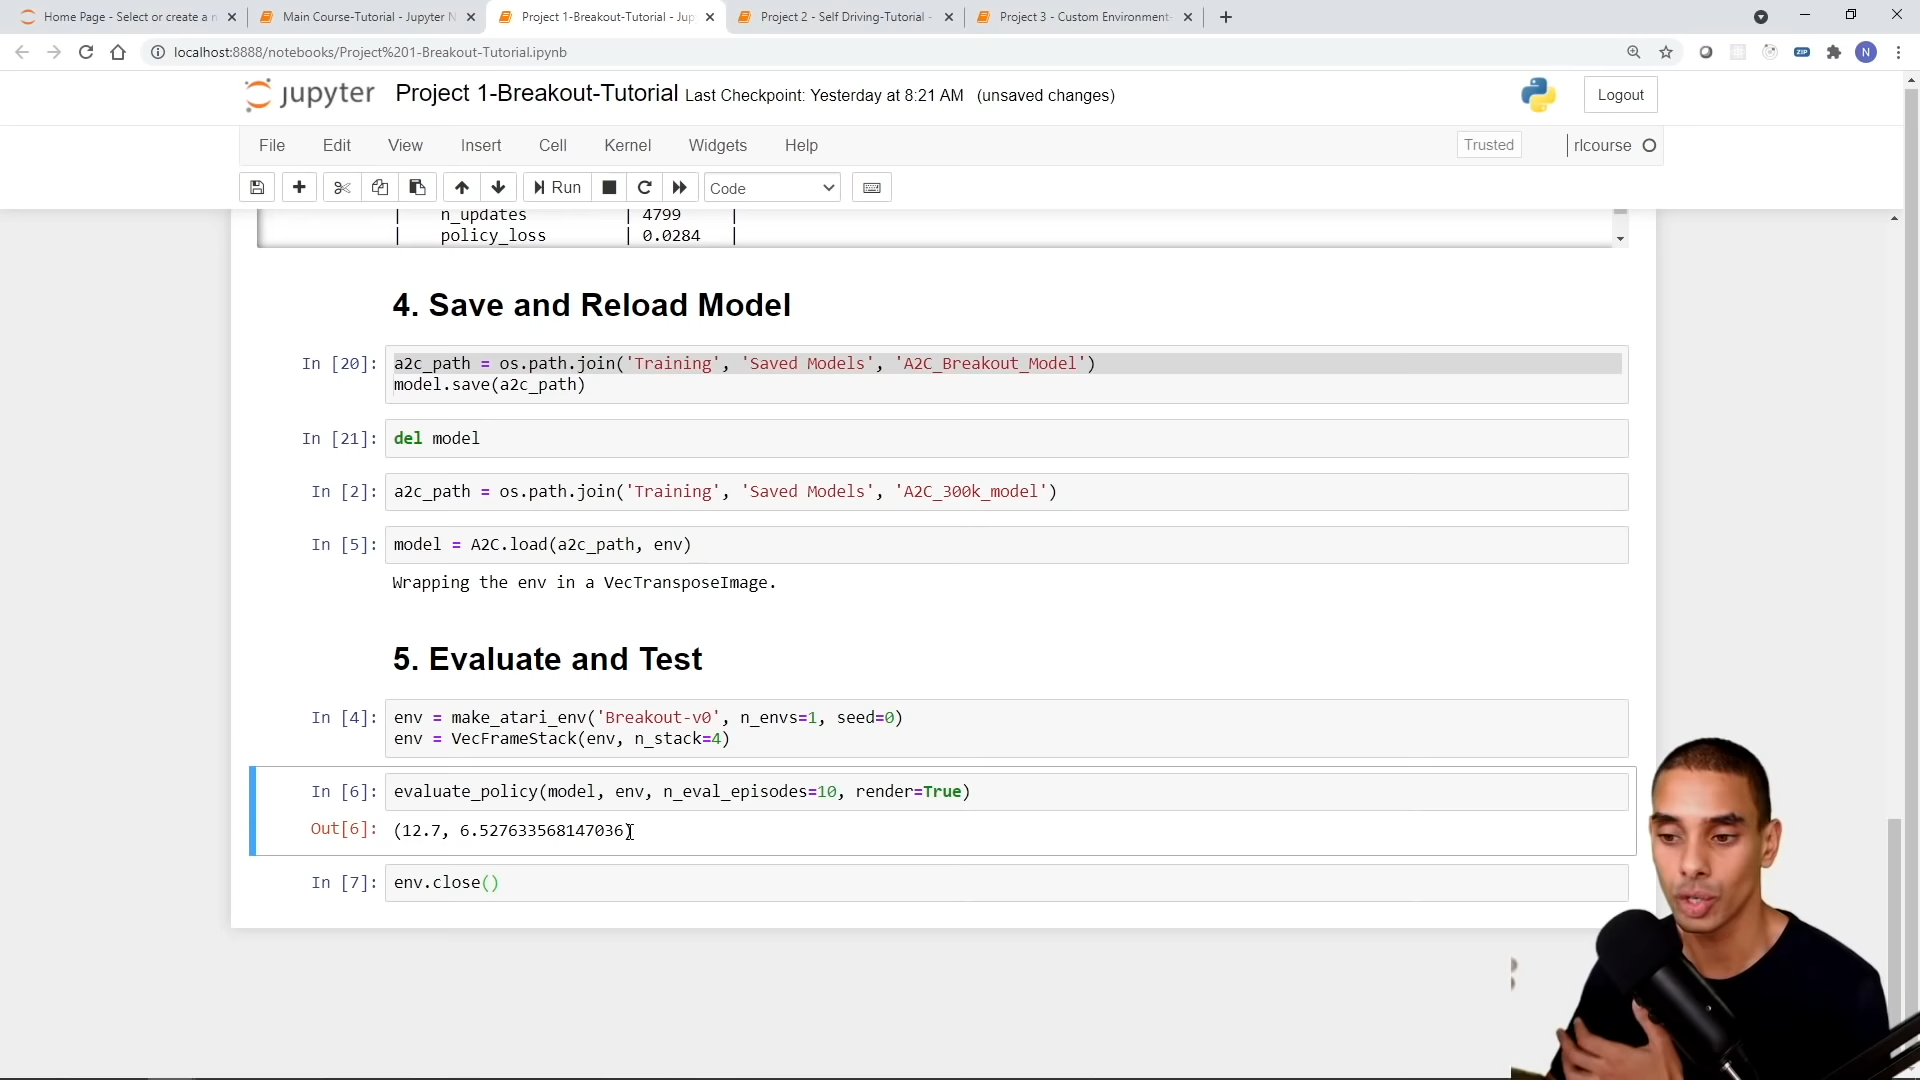 Home Page - Select or create a n
Main Course-Tutorial - Jupyter N
Project 1-Breakout-Tutorial - Jup
Project 2 - Self Driving-Tutorial -
Project 3 - Custom Environment-
localhost:8888/notebooks/Project%201-Breakout-Tutorial.ipynb
ZIP
N
jupyter Project 1-Breakout-Tutorial Last Checkpoint: Yesterday at 8:21 AM (unsaved changes)
Logout
File Edit View Insert Cell Kernel Widgets Help
Trusted
rlcourse
Run
Code
| n_updates | 4799 |
| policy_loss | 0.0284 |
4. Save and Reload Model
In [20]: a2c_path = os.path.join('Training', 'Saved Models', 'A2C_Breakout_Model')
model.save(a2c_path)
In [21]: del model
In [2]: a2c_path = os.path.join('Training', 'Saved Models', 'A2C_300k_model')
In [5]: model = A2C.load(a2c_path, env)
Wrapping the env in a VecTransposeImage.
5. Evaluate and Test
In [4]: env = make_atari_env('Breakout-v0', n_envs=1, seed=0)
env = VecFrameStack(env, n_stack=4)
In [6]: evaluate_policy(model, env, n_eval_episodes=10, render=True)
Out[6]: (12.7, 6.527633568147036)
In [7]: env.close()